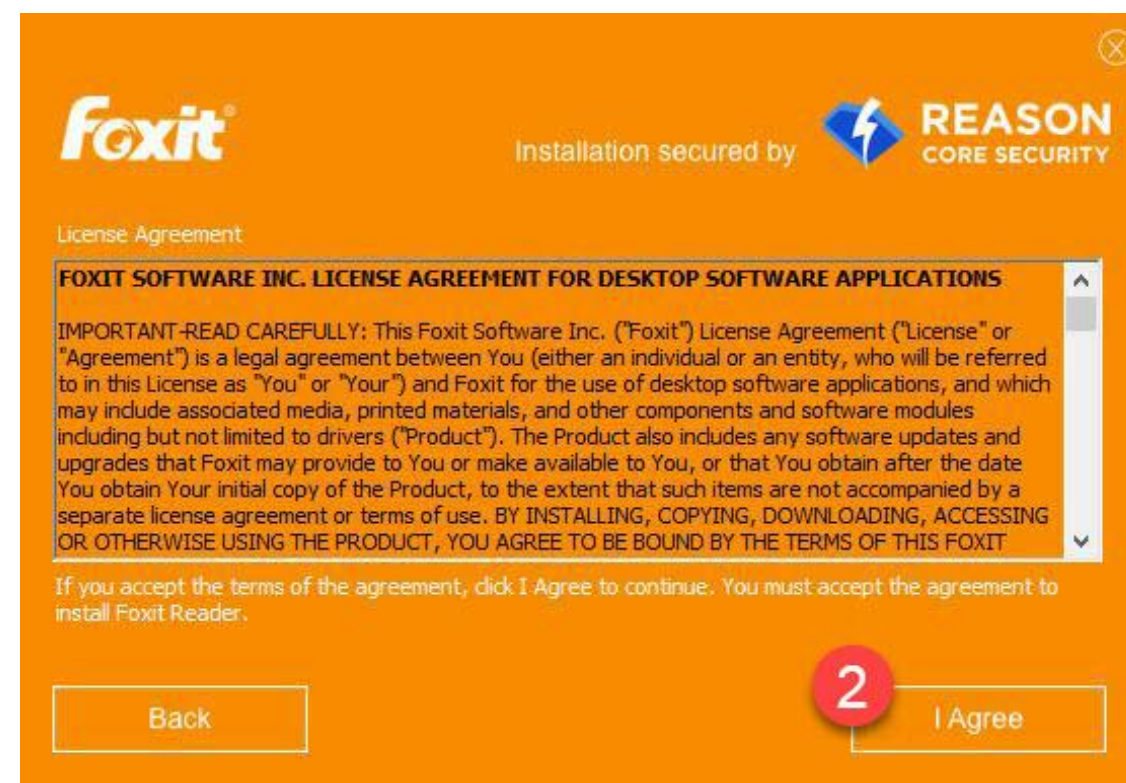 Foxit®
Installation secured by
REASON
CORE SECURITY
License Agreement
FOXIT SOFTWARE INC. LICENSE AGREEMENT FOR DESKTOP SOFTWARE APPLICATIONS
IMPORTANT-READ CAREFULLY: This Foxit Software Inc. ("Foxit") License Agreement ("License" or
"Agreement") is a legal agreement between You (either an individual or an entity, who will be referred
to in this License as "You" or "Your") and Foxit for the use of desktop software applications, and which
may include associated media, printed materials, and other components and software modules
including but not limited to drivers ("Product"). The Product also includes any software updates and
upgrades that Foxit may provide to You or make available to You, or that You obtain after the date
You obtain Your initial copy of the Product, to the extent that such items are not accompanied by a
separate license agreement or terms of use. BY INSTALLING, COPYING, DOWNLOADING, ACCESSING
OR OTHERWISE USING THE PRODUCT, YOU AGREE TO BE BOUND BY THE TERMS OF THIS FOXIT
If you accept the terms of the agreement, click I Agree to continue. You must accept the agreement to
install Foxit Reader.
2
Back
I Agree